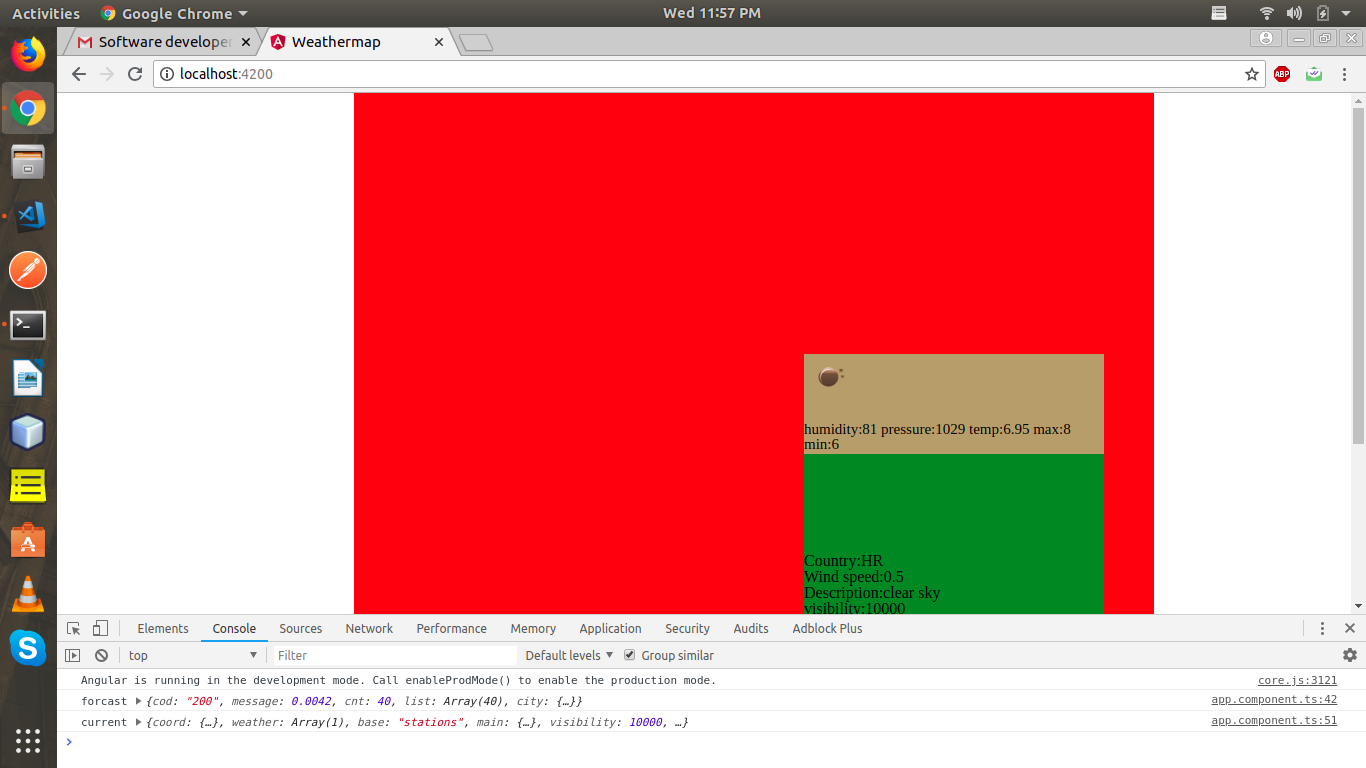 Activities Google Chrome Wed 11:57 PM
Software developer Weathermap
localhost:4200
ABP
humidity:81 pressure:1029 temp:6.95 max:8
min:6
Country:HR
Wind speed:0.5
Description:clear sky
visibility:10000
Elements Console Sources Network Performance Memory Application Security Audits Adblock Plus
top Filter Default levels Group similar
Angular is running in the development mode. Call enableProdMode() to enable the production mode. core.js:3121
forcast {cod: "200", message: 0.0042, cnt: 40, list: Array(40), city: {…}} app.component.ts:42
current {coord: {…}, weather: Array(1), base: "stations", main: {…}, visibility: 10000, …} app.component.ts:51